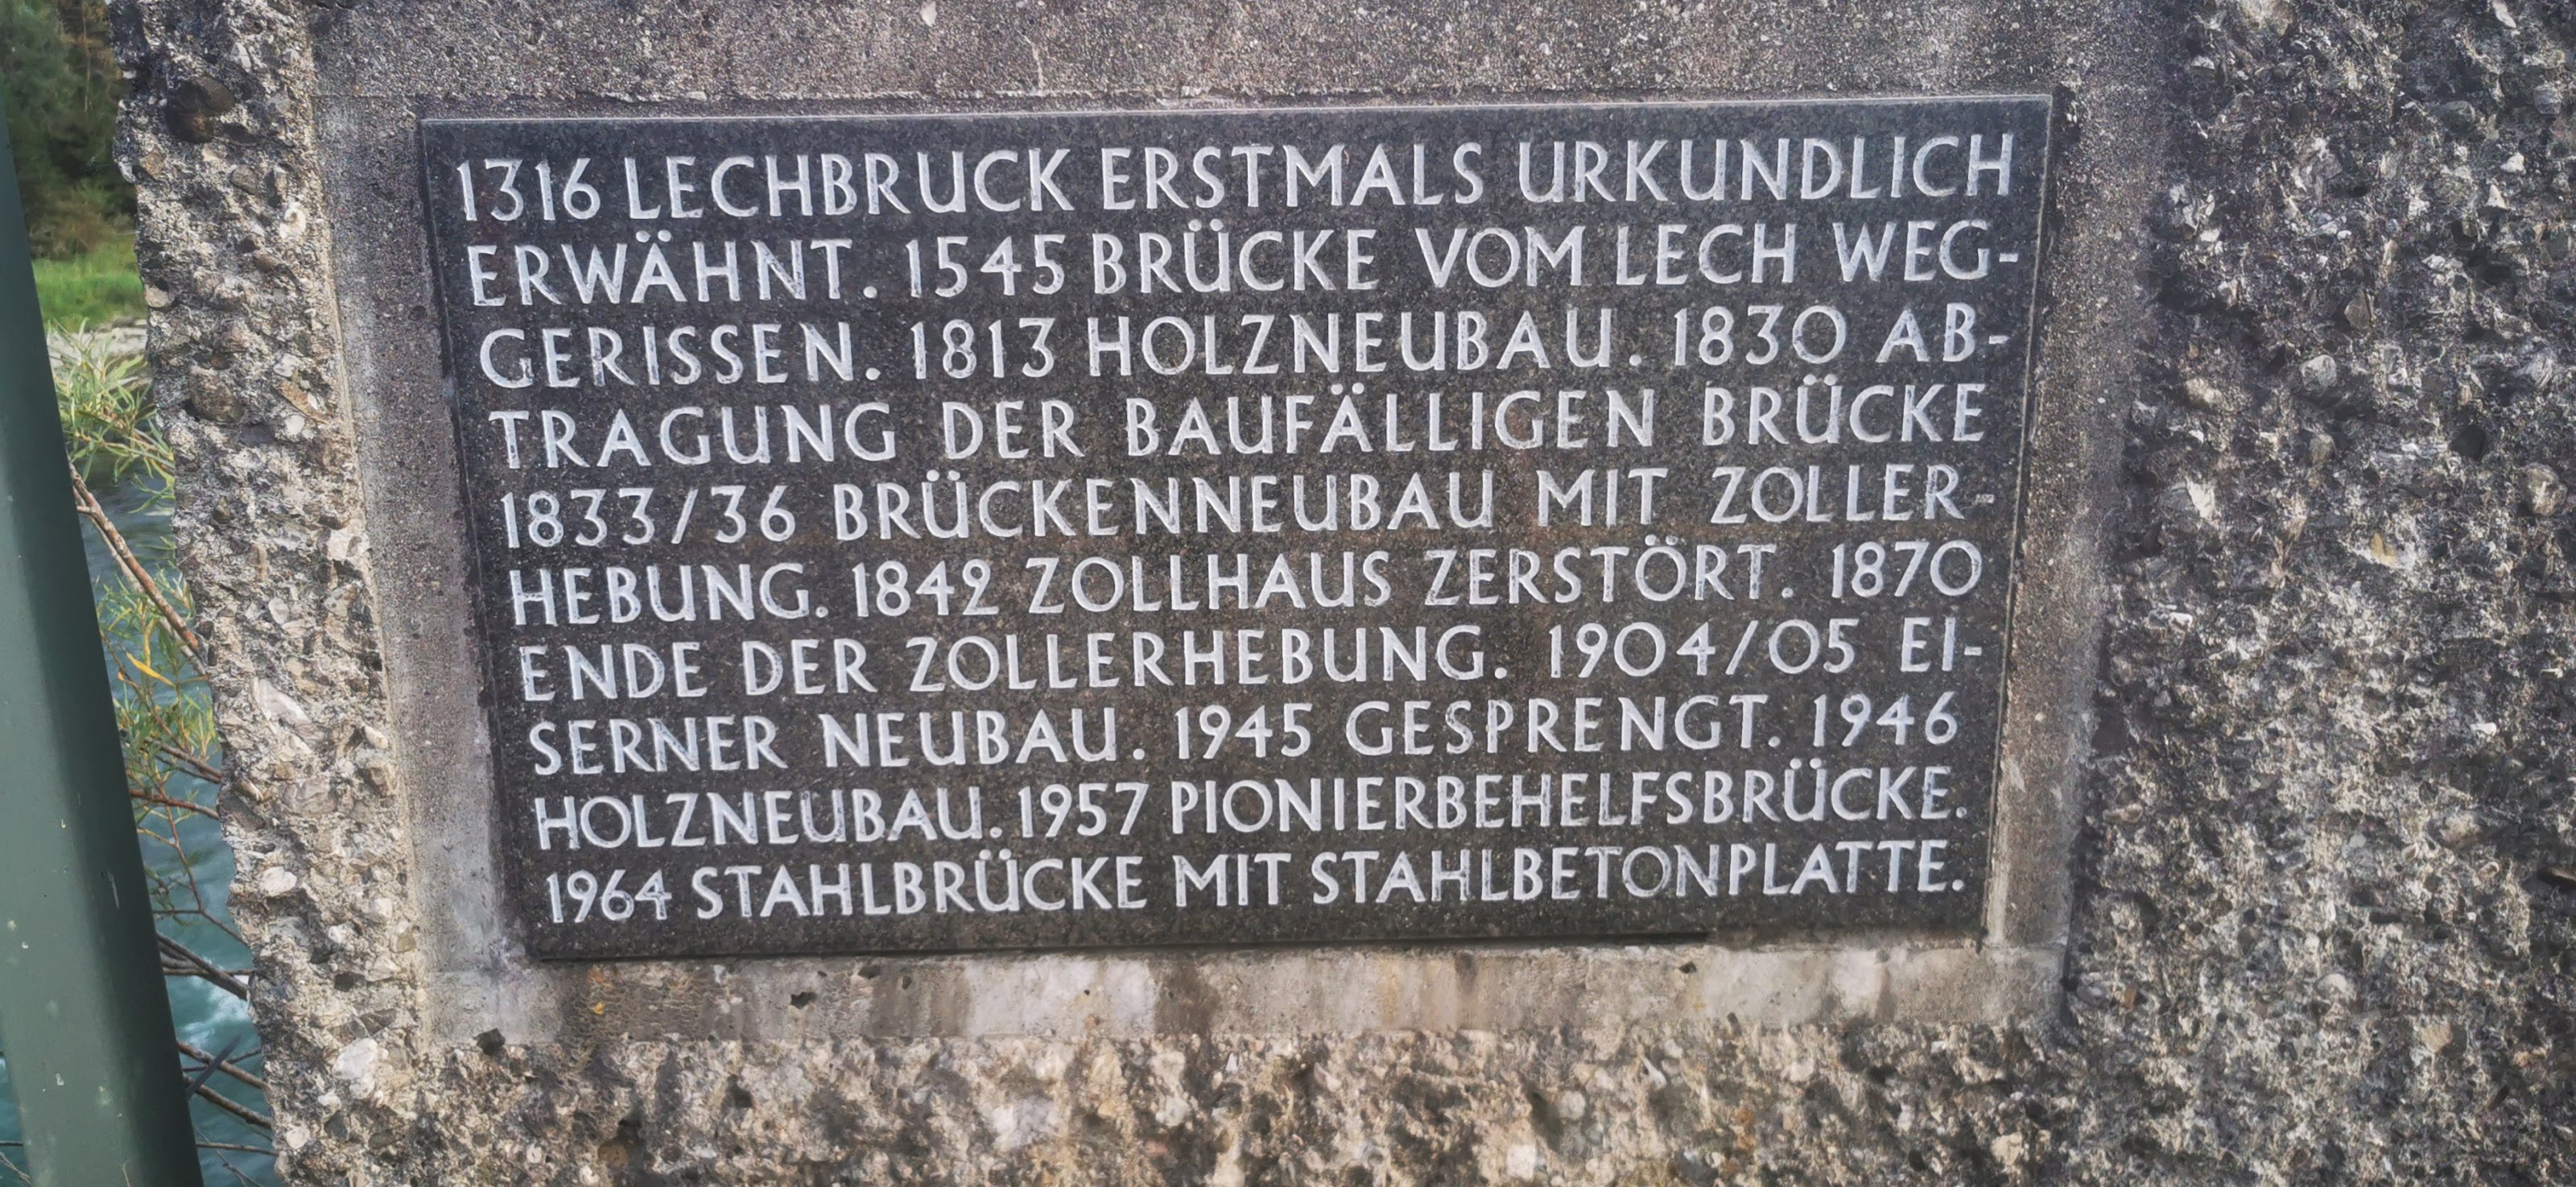 1316 LECHBRUCK ERSTMALS URKUNDLICH
ERWÄHNT. 1545 BRÜCKE VOM LECH WEG-
GERISSEN. 1813 HOLZNEUBAU. 1830 AB-
TRAGUNG DER BAUFÄLLIGEN BRÜCKE
1833/36 BRÜCKENNEUBAU MIT ZOLLER-
HEBUNG. 1842 ZOLLHAUS ZERSTÖRT. 1870
ENDE DER ZOLLERHEBUNG. 1904/05 EI-
SERNER NEUBAU. 1945 GESPRENGT. 1946
HOLZNEUBAU. 1957 PIONIERBEHELFSBRÜCKE.
1964 STAHLBRÜCKE MIT STAHLBETONPLATTE.